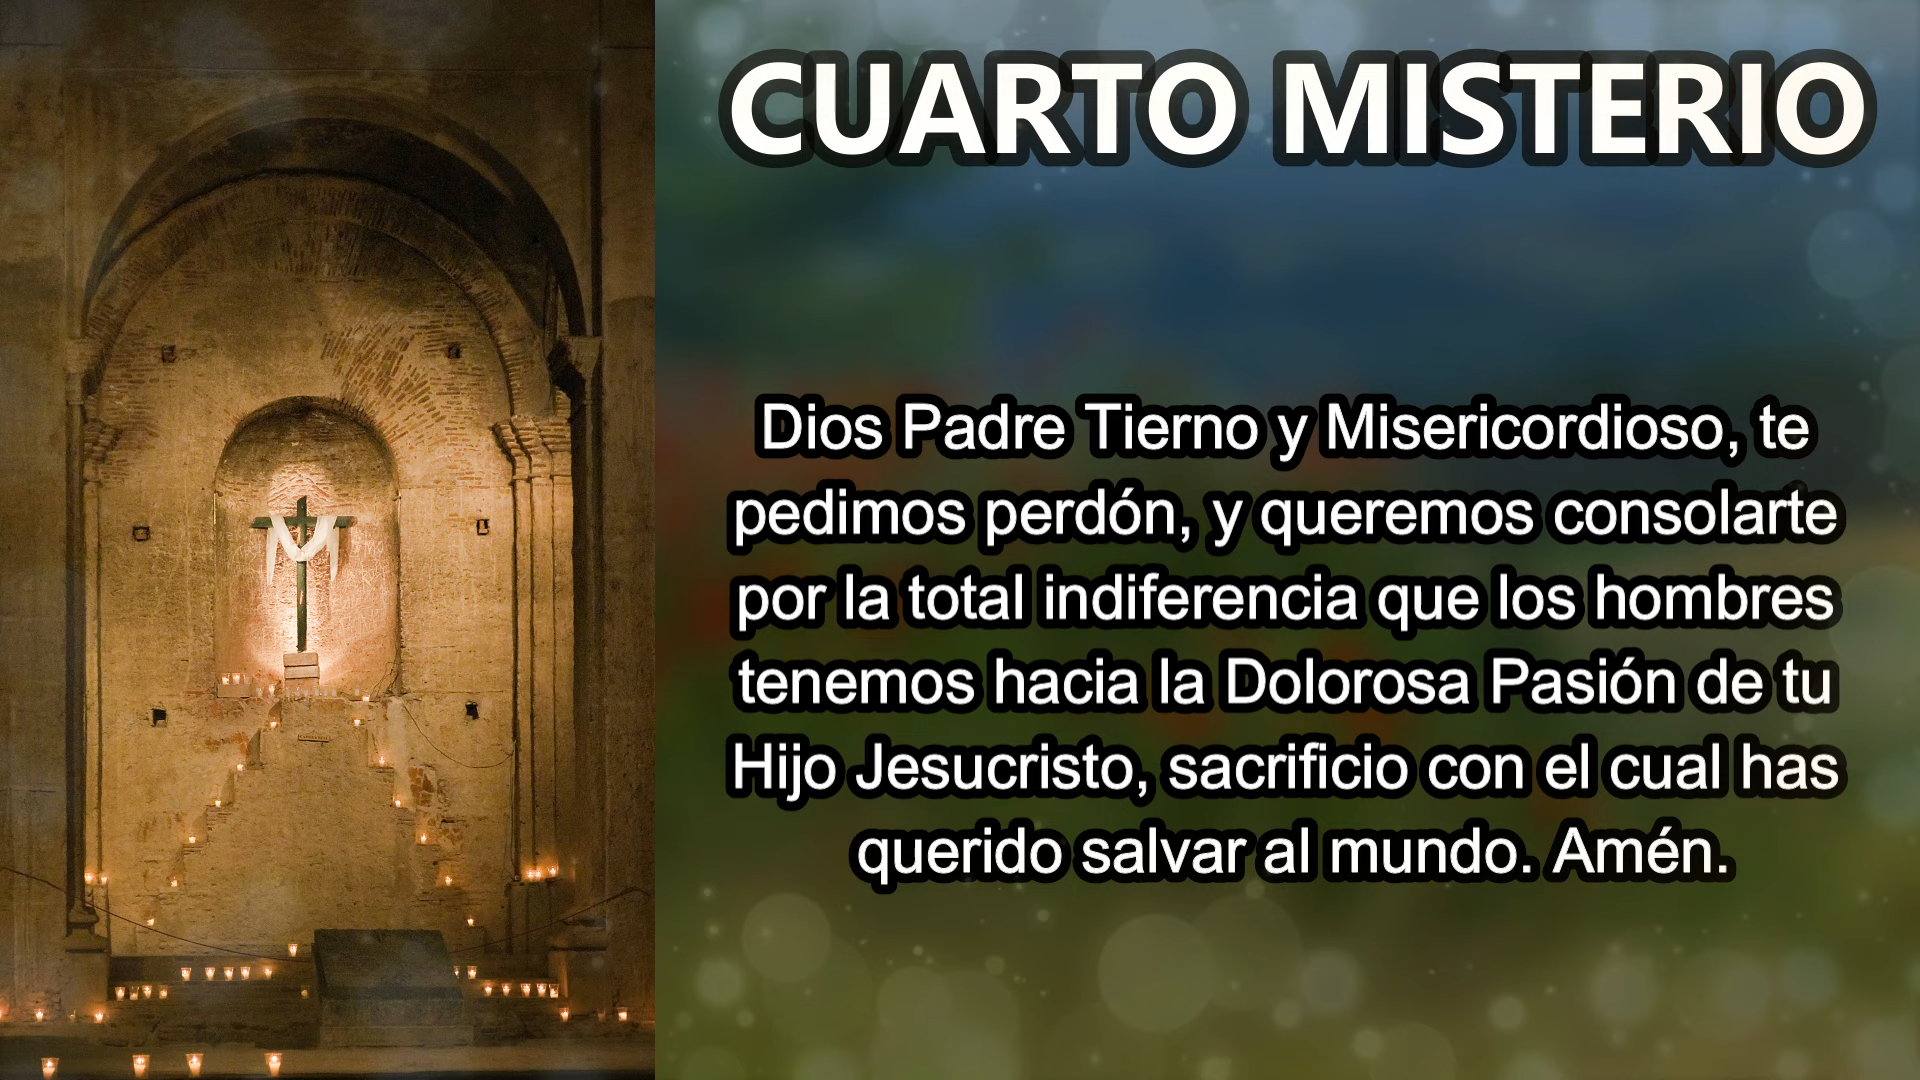 CUARTO MISTERIO
Dios Padre Tierno y Misericordioso, te
pedimos perdón, y queremos consolarte
por la total indiferencia que los hombres
tenemos hacia la Dolorosa Pasión de tu
Hijo Jesucristo, sacrificio con el cual has
querido salvar al mundo. Amén.